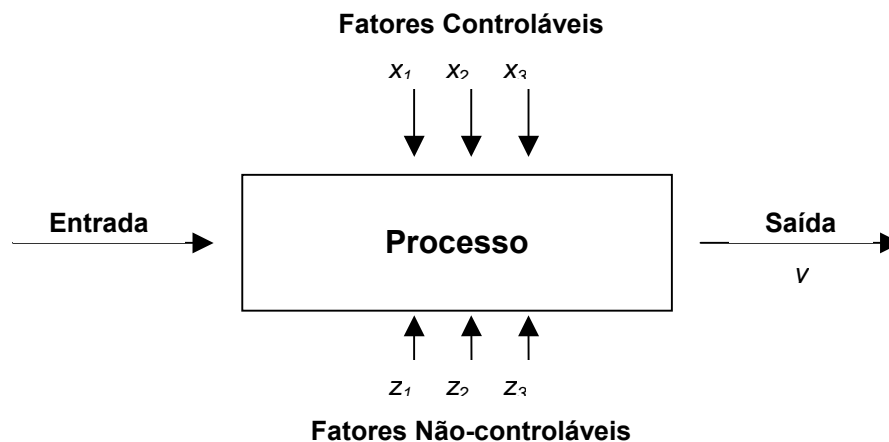 Fatores Controláveis
x1 x2 x3
Entrada
Processo
Saída
v
z1 z2 z3
Fatores Não-controláveis